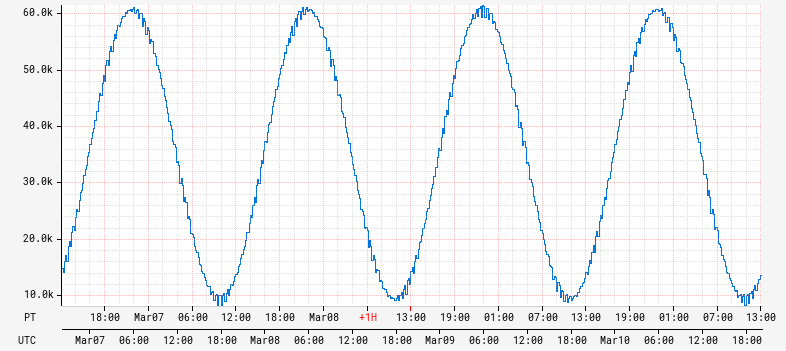 60.0k
50.0k
40.0k
30.0k
20.0k
10.0k
PT 18:00 Mar07 06:00 12:00 18:00 Mar08 +1H 13:00 19:00 01:00 07:00 13:00 19:00 01:00 07:00 13:00
UTC Mar07 06:00 12:00 18:00 Mar08 06:00 12:00 18:00 Mar09 06:00 12:00 18:00 Mar10 06:00 12:00 18:00